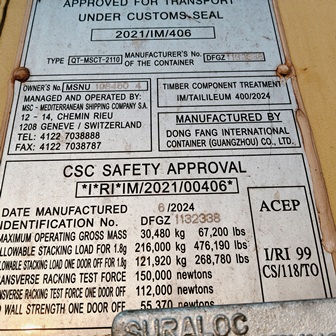 APPROVED FOR TRANSPORT
UNDER CUSTOMS SEAL
2021/IM/406
TYPE QT-MSCT-2110 MANUFACTURER'S No. OF THE CONTAINER DFGZ
OWNER'S No. MSNU
MANAGED AND OPERATED BY:
MSC - MEDITERRANEAN SHIPPING COMPANY S.A.
12 - 14, CHEMIN RIEU
1208 GENEVE / SWITZERLAND
TEL: 4122 7038888
FAX: 4122 7038787
TIMBER COMPONENT TREATMENT
IM/TAILILEUM 400/2024
MANUFACTURED BY
DONG FANG INTERNATIONAL
CONTAINER (GUANGZHOU) CO., LTD
CSC SAFETY APPROVAL
*I*RI*IM/2021/00406*
DATE MANUFACTURED 6/2024
IDENTIFICATION No. DFGZ 1132338
MAXIMUM OPERATING GROSS MASS 30,480 kg 67,200 lbs
ALLOWABLE STACKING LOAD FOR 1.8g 216,000 kg 476,190 lbs
ALLOWABLE STACKING LOAD ONE DOOR OFF FOR 1.8g 121,920 kg 268,780 lbs
TRANSVERSE RACKING TEST FORCE 150,000 newtons
TRANSVERSE RACKING TEST FORCE ONE DOOR OFF 112,000 newtons
WALL STRENGTH ONE DOOR OFF 55,370 newtons
ACEP
I/RI 99
CS/118/TO
SURALOC